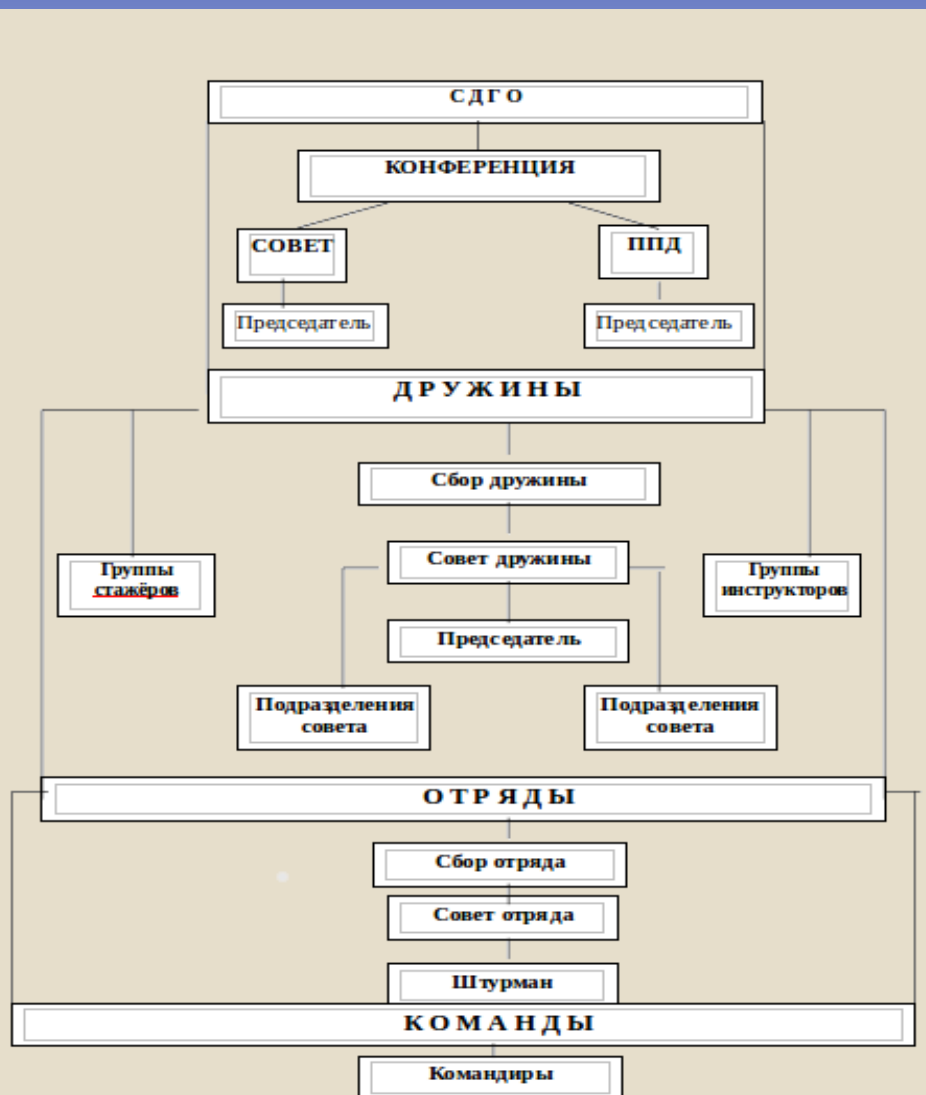 СДГО
КОНФЕРЕНЦИЯ
СОВЕТ
ППД
Председатель
Председатель
ДРУЖИНЫ
Сбор дружины
Совет дружины
Группы
стажёров
Группы
инструкторов
Председатель
Подразделения
совета
Подразделения
совета
ОТРЯДЫ
Сбор отряда
Совет отряда
Штурман
КОМАНДЫ
Командиры